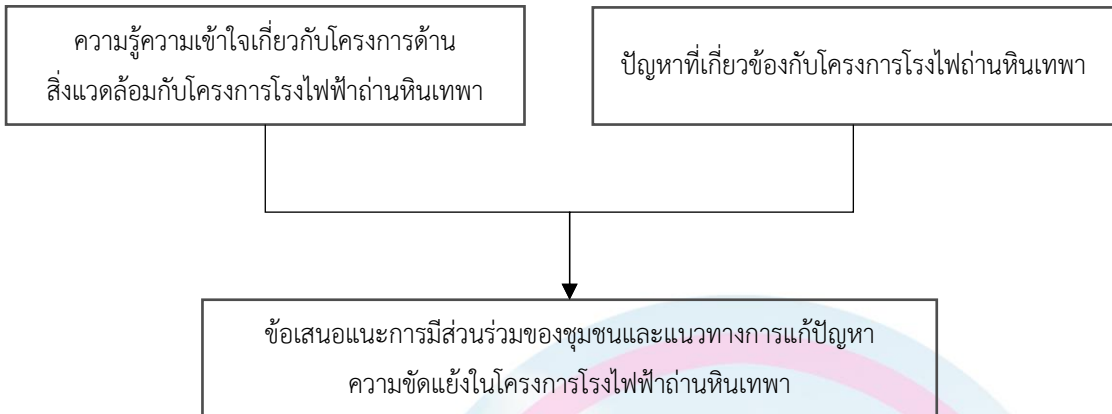 ความรู้ความเข้าใจเกี่ยวกับโครงการด้าน
สิ่งแวดล้อมกับโครงการโรงไฟฟ้าถ่านหินเทพา
ปัญหาที่เกี่ยวข้องกับโครงการโรงไฟถ่านหินเทพา
ข้อเสนอแนะการมีส่วนร่วมของชุมชนและแนวทางการแก้ปัญหา
ความขัดแย้งในโครงการโรงไฟฟ้าถ่านหินเทพา